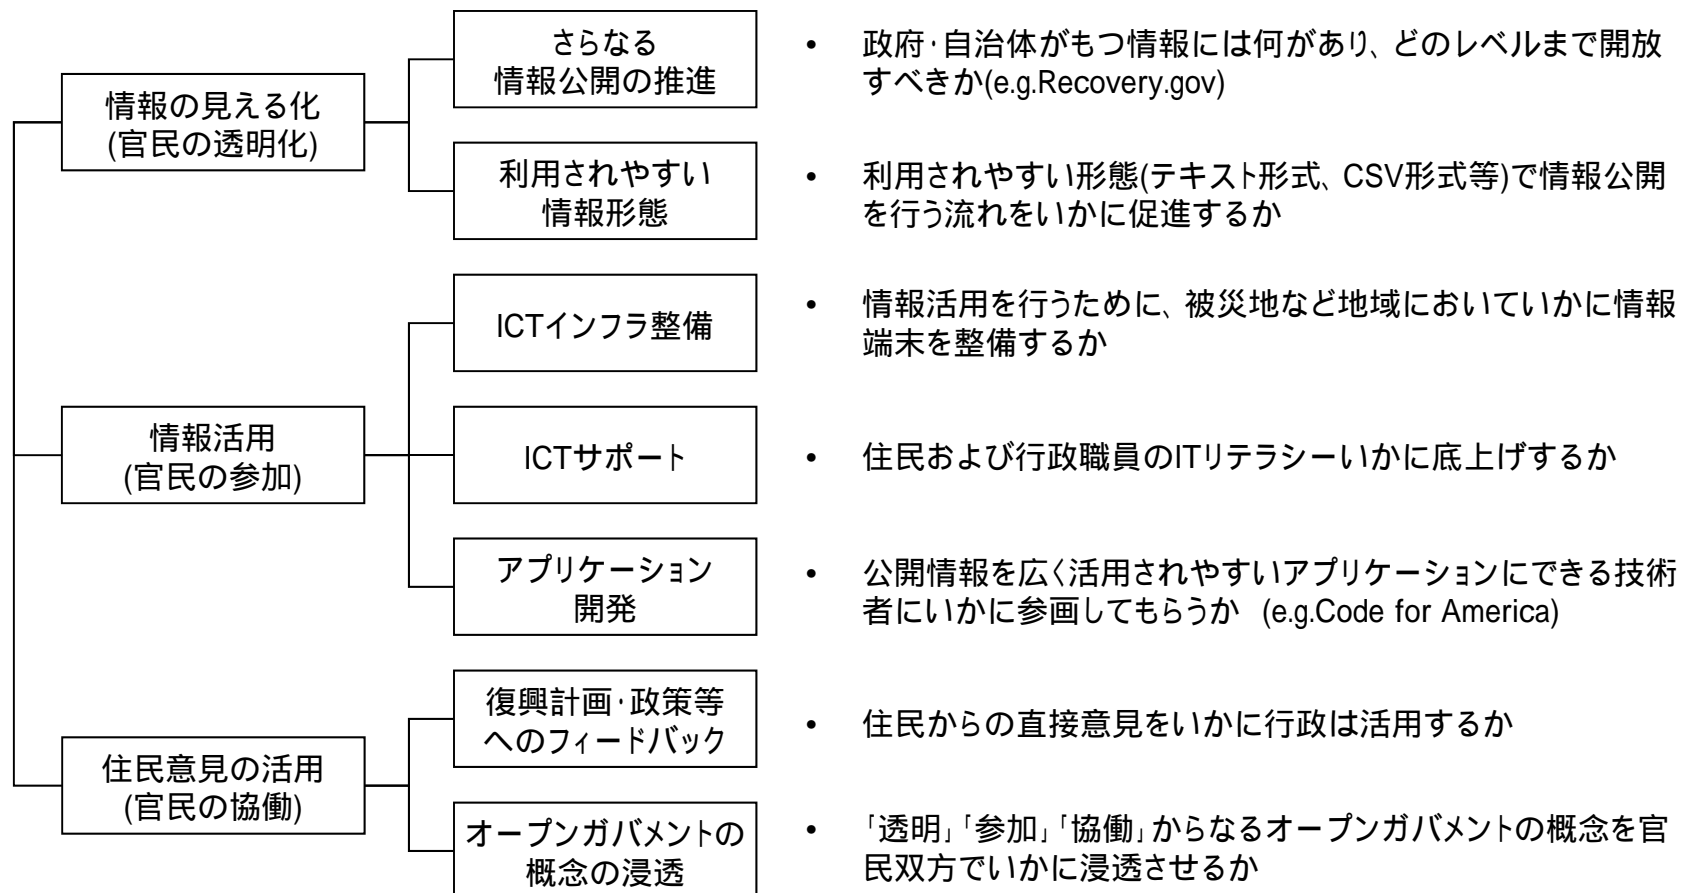 情報の見える化
(官民の透明化)
さらなる
情報公開の推進
• 政府・自治体がもつ情報には何があり、どのレベルまで開放
すべきか(e.g.Recovery.gov)
利用されやすい
情報形態
• 利用されやすい形態(テキスト形式、CSV形式等)で情報公開
を行う流れをいかに促進するか
情報活用
(官民の参加)
ICTインフラ整備
• 情報活用を行うために、被災地など地域においていかに情報
端末を整備するか
ICTサポート
• 住民および行政職員のITリテラシーいかに底上げするか
アプリケーション
開発
• 公開情報を広く活用されやすいアプリケーションにできる技術
者にいかに参画してもらうか (e.g.Code for America)
住民意見の活用
(官民の協働)
復興計画・政策等
へのフィードバック
• 住民からの直接意見をいかに行政は活用するか
オープンガバメントの
概念の浸透
• 「透明」「参加」「協働」からなるオープンガバメントの概念を官
民双方でいかに浸透させるか